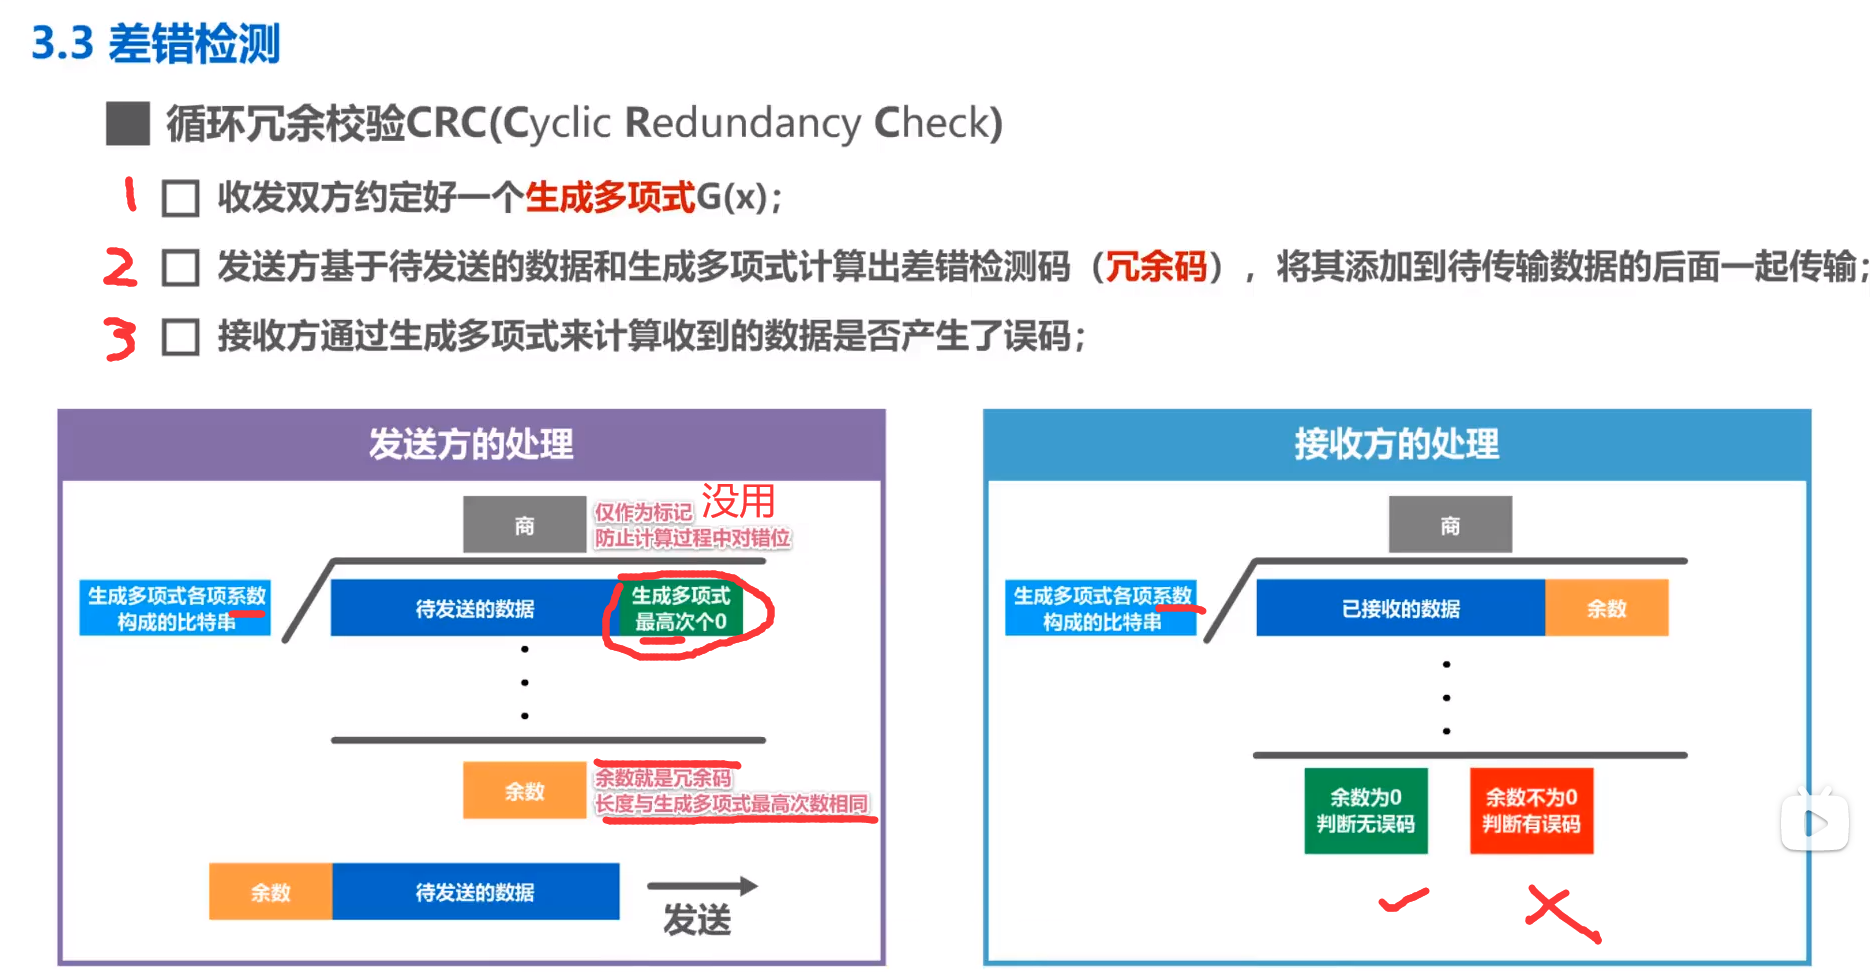 3.3 差错检测
循环冗余校验CRC(Cyclic Redundancy Check)
1 收发双方约定好一个生成多项式G(x)；
2 发送方基于待发送的数据和生成多项式计算出差错检测码（冗余码），将其添加到待传输数据的后面一起传输；
3 接收方通过生成多项式来计算收到的数据是否产生了误码；
发送方的处理
商
仅作为标记 没用
防止计算过程中对错位
生成多项式各项系数
构成的比特串
待发送的数据
生成多项式
最高次个0
余数
余数就是冗余码
长度与生成多项式最高次数相同
余数
待发送的数据
发送
接收方的处理
商
生成多项式各项系数
构成的比特串
已接收的数据
余数
余数为0
判断无误码
余数不为0
判断有误码